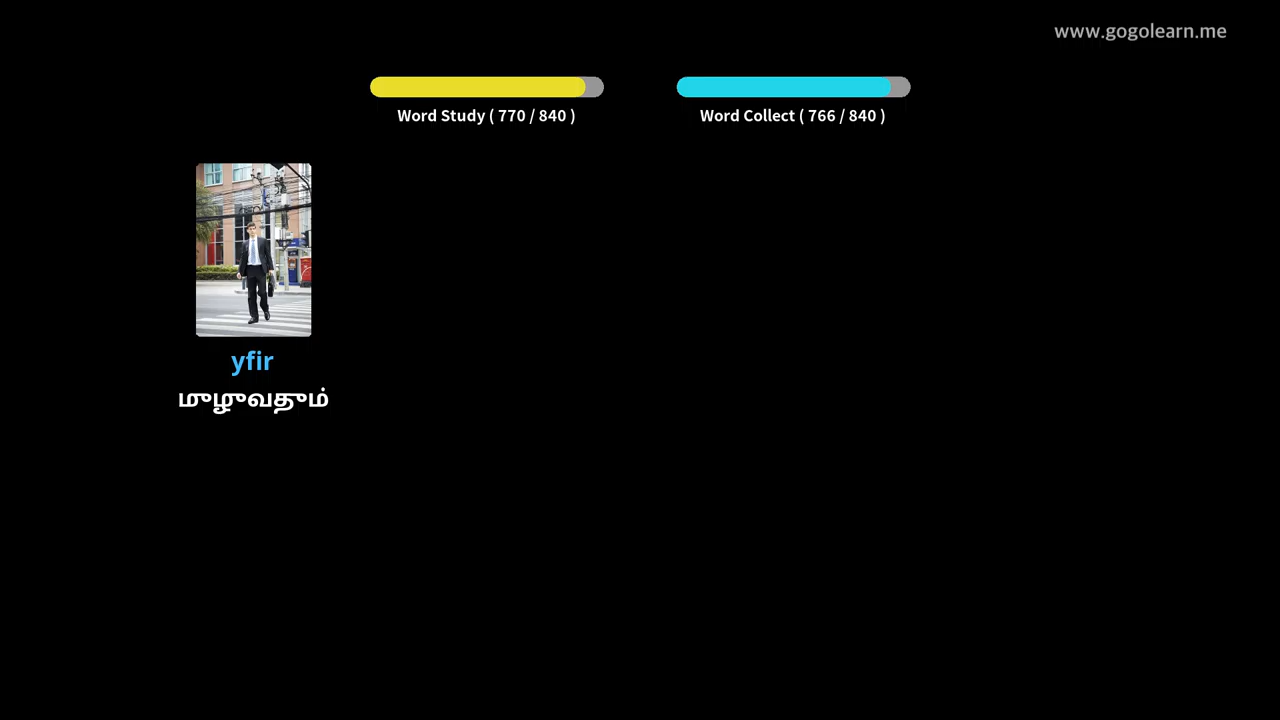 www.gogolearn.me
Word Study ( 770 / 840 )
Word Collect ( 766 / 840 )
yfir
முழுவதும்